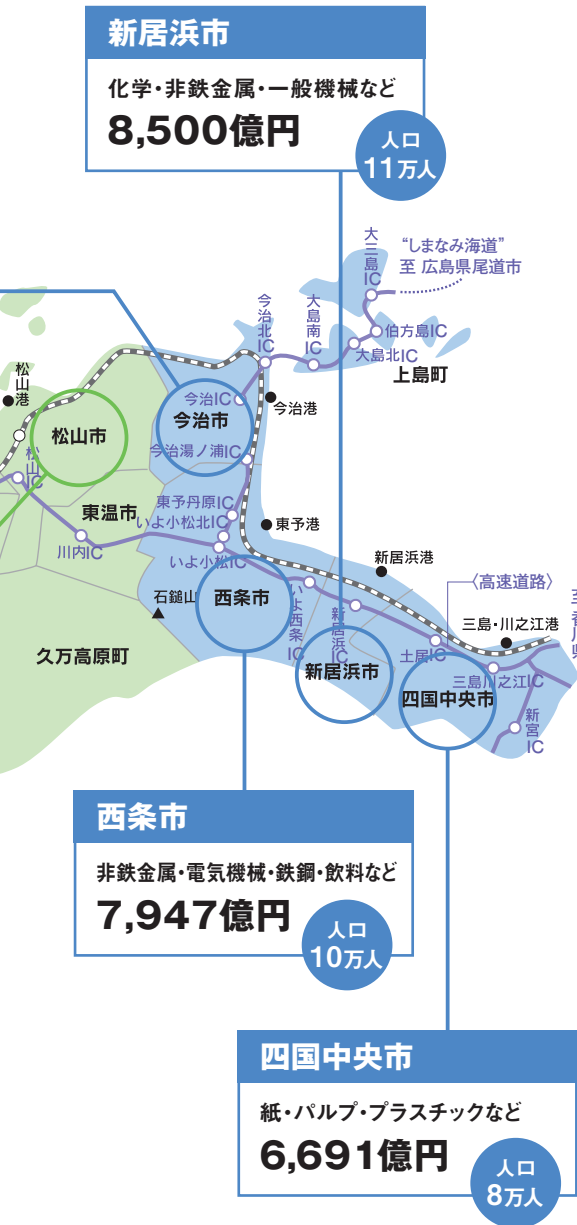 新居浜市
化学・非鉄金属・一般機械など
8,500億円
人口
11万人
大三島IC
“しまなみ海道”
至 広島県尾道市
今治北IC
大島南IC
伯方島IC
大島北IC
上島町
松山港
今治IC
今治港
今治市
松山市
今治湯ノ浦IC
松山IC
東予丹原IC
東温市
いよ小松北IC
東予港
川内IC
いよ小松IC
新居浜港
〈高速道路〉
石鎚山
西条市
いよ西条IC
新居浜IC
三島・川之江港
土居IC
久万高原町
新居浜市
三島川之江IC
四国中央市
新宮IC
西条市
非鉄金属・電気機械・鉄鋼・飲料など
7,947億円
人口
10万人
四国中央市
紙・パルプ・プラスチックなど
6,691億円
人口
8万人